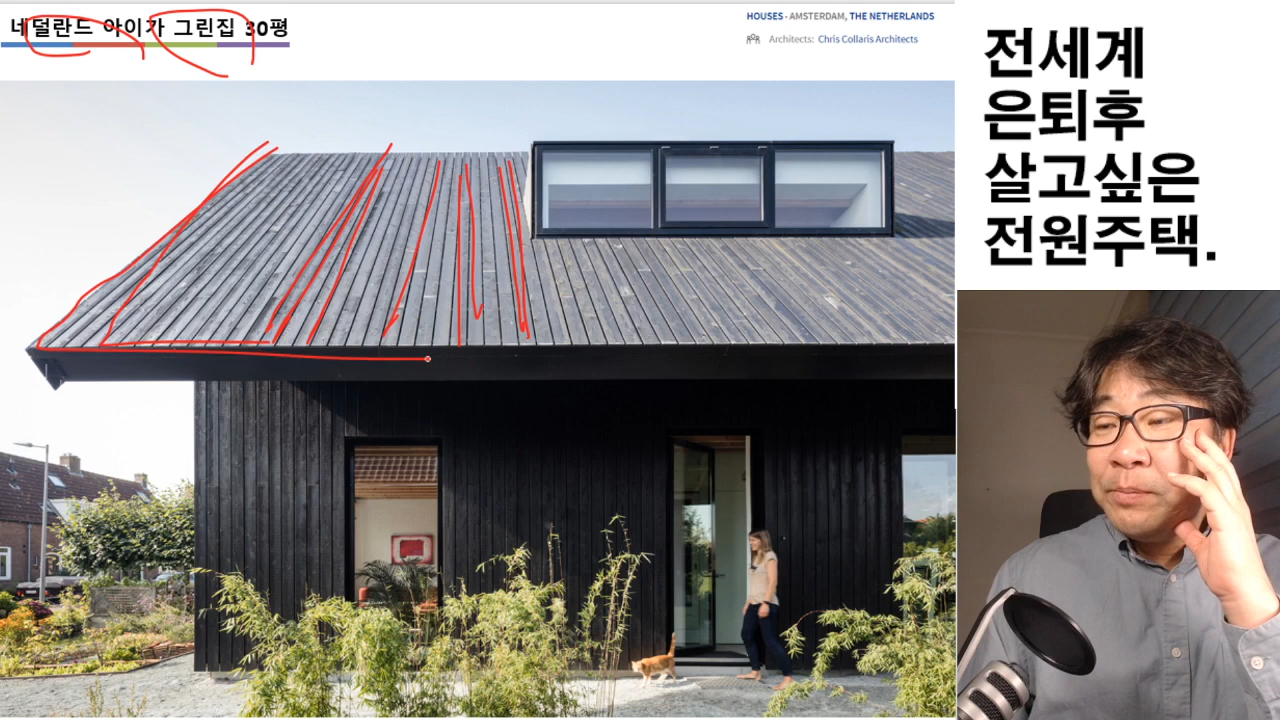 네덜란드 아이가 그린집 30평
HOUSES - AMSTERDAM, THE NETHERLANDS
Architects: Chris Collaris Architects
전세계
은퇴후
살고싶은
전원주택.